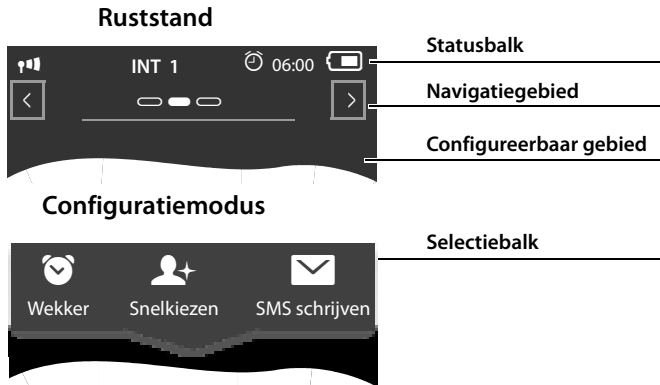 Ruststand
INT 1 06:00
Statusbalk
Navigatiegebied
Configureerbaar gebied
Configuratiemodus
Selectiebalk
Wekker Snelkiezen SMS schrijven